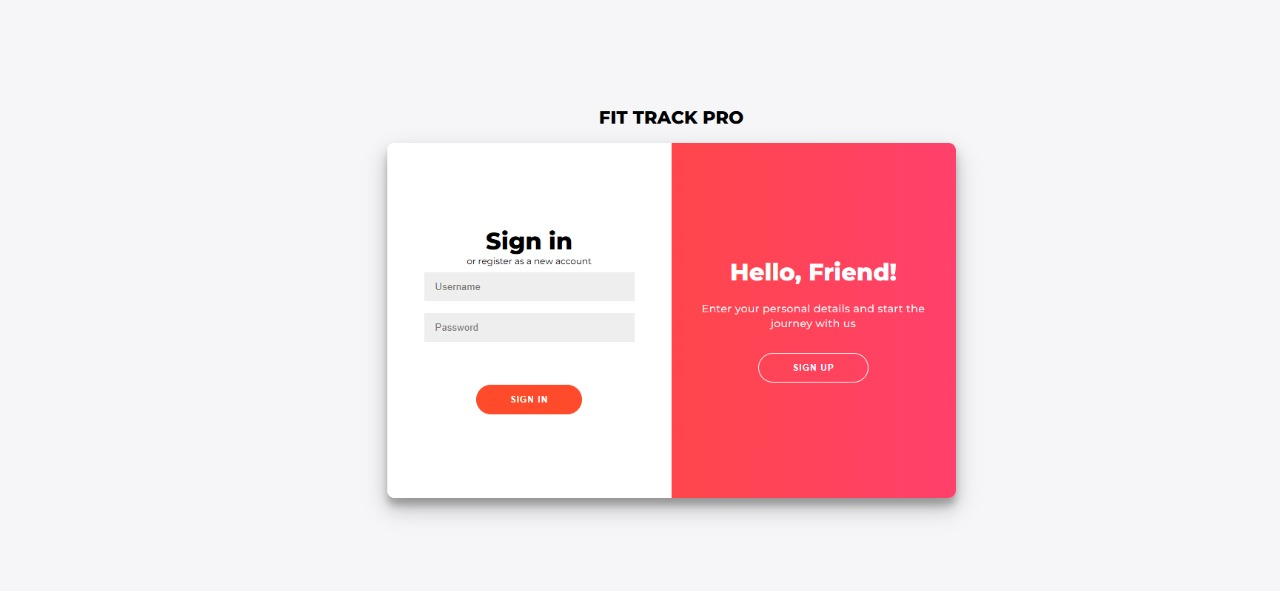 FIT TRACK PRO
Sign in
or register as a new account
Username
Password
SIGN IN
Hello, Friend!
Enter your personal details and start the
journey with us
SIGN UP